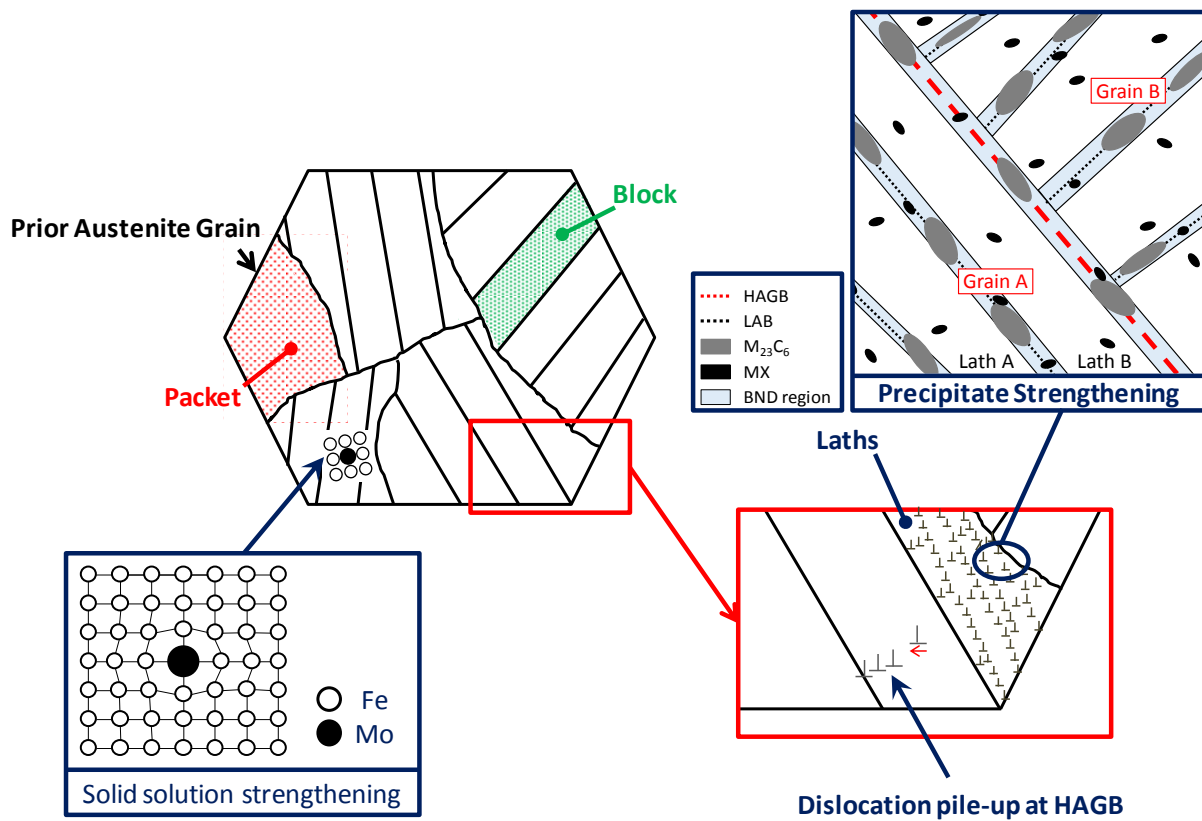 Prior Austenite Grain
Block
Packet
Grain B
Grain A
Lath A
Lath B
Precipitate Strengthening
HAGB
LAB
M₂₃C₆
MX
BND region
Laths
Fe
Mo
Solid solution strengthening
Dislocation pile-up at HAGB